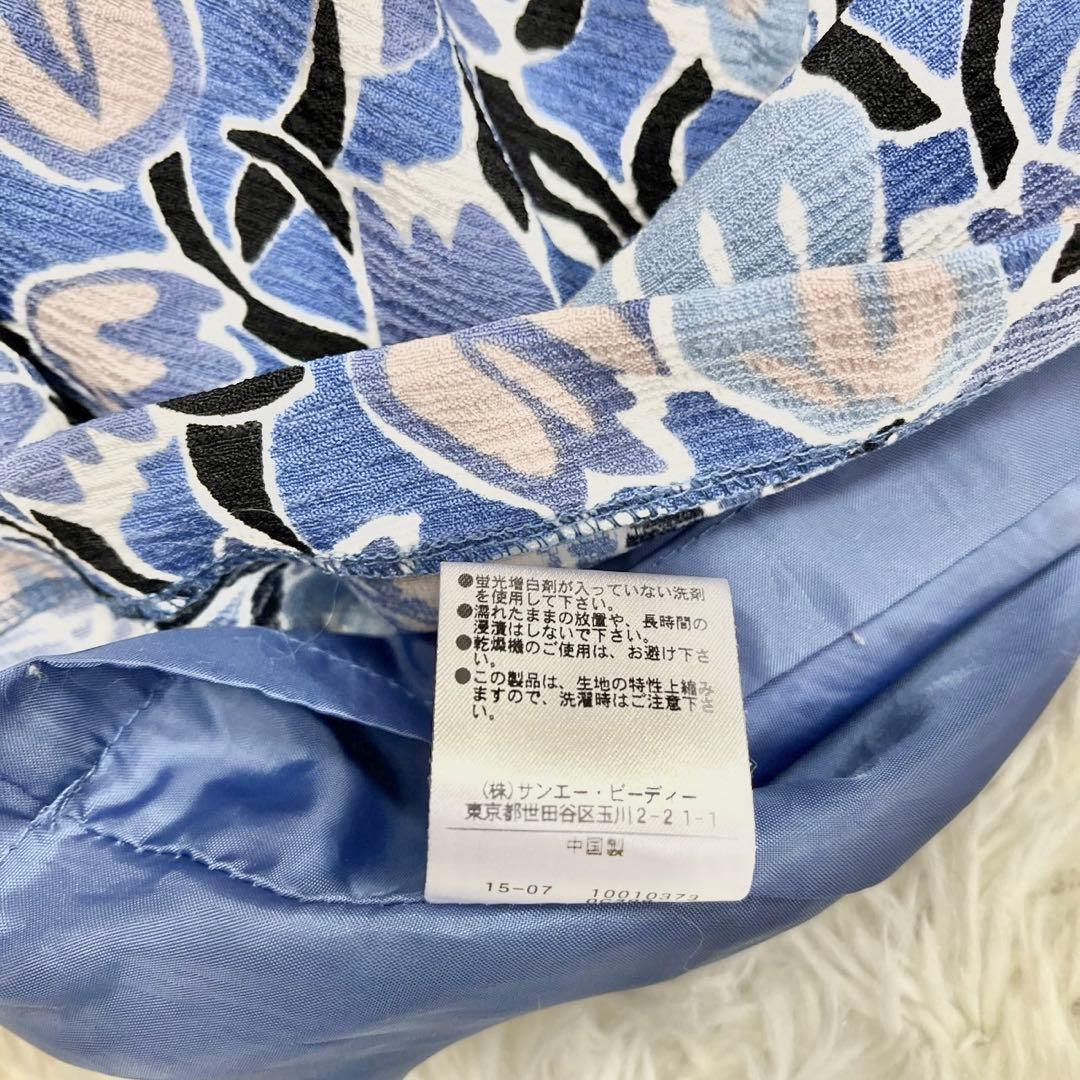 ●蛍光増白剤が入っていない洗剤
を使用して下さい。
●濡れたままの放置や、長時間の
浸漬はしないで下さい。
●乾燥機のご使用は、お避け下さ
い。
●この製品は、生地の特性上縮み
ますので、洗濯時はご注意下さ
い。
(株)サンエー・ビーディー
東京都世田谷区玉川2-21-1
中国製
15-07 10010373